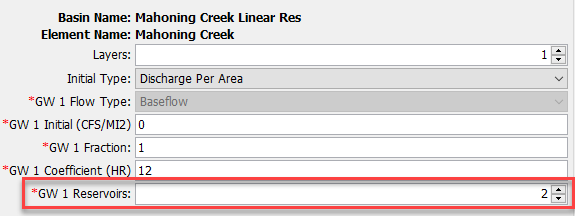 Basin Name: Mahoning Creek Linear Res
Element Name: Mahoning Creek
Layers: 1
Initial Type: Discharge Per Area
*GW 1 Flow Type: Baseflow
*GW 1 Initial (CFS/MI2) 0
*GW 1 Fraction: 1
*GW 1 Coefficient (HR) 12
*GW 1 Reservoirs: 2